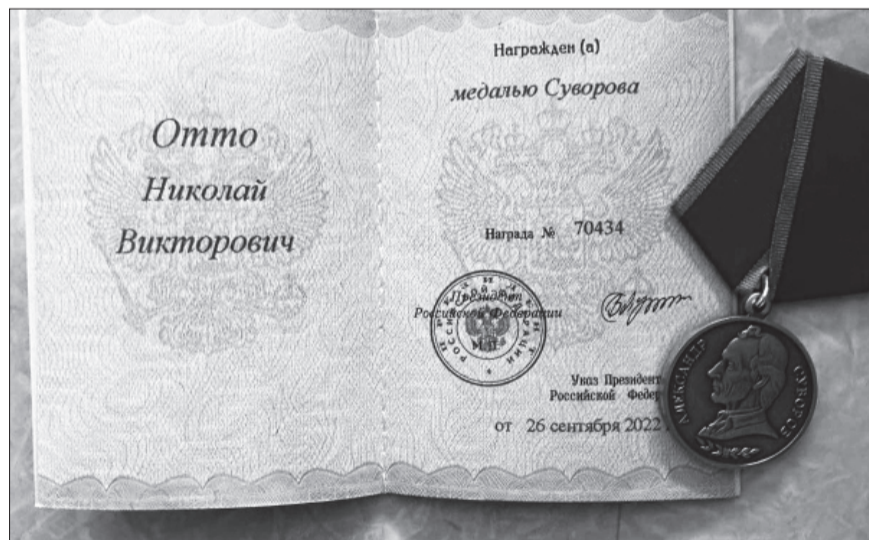 Отто
Николай
Викторович
Награжден (а)
медалью Суворова
Награда № 70434
Президент
Российской Федерации
М.П.
Указ Президент
Российской Федер
от 26 сентября 2022
АЛЕКСАНДР СУВОРОВ